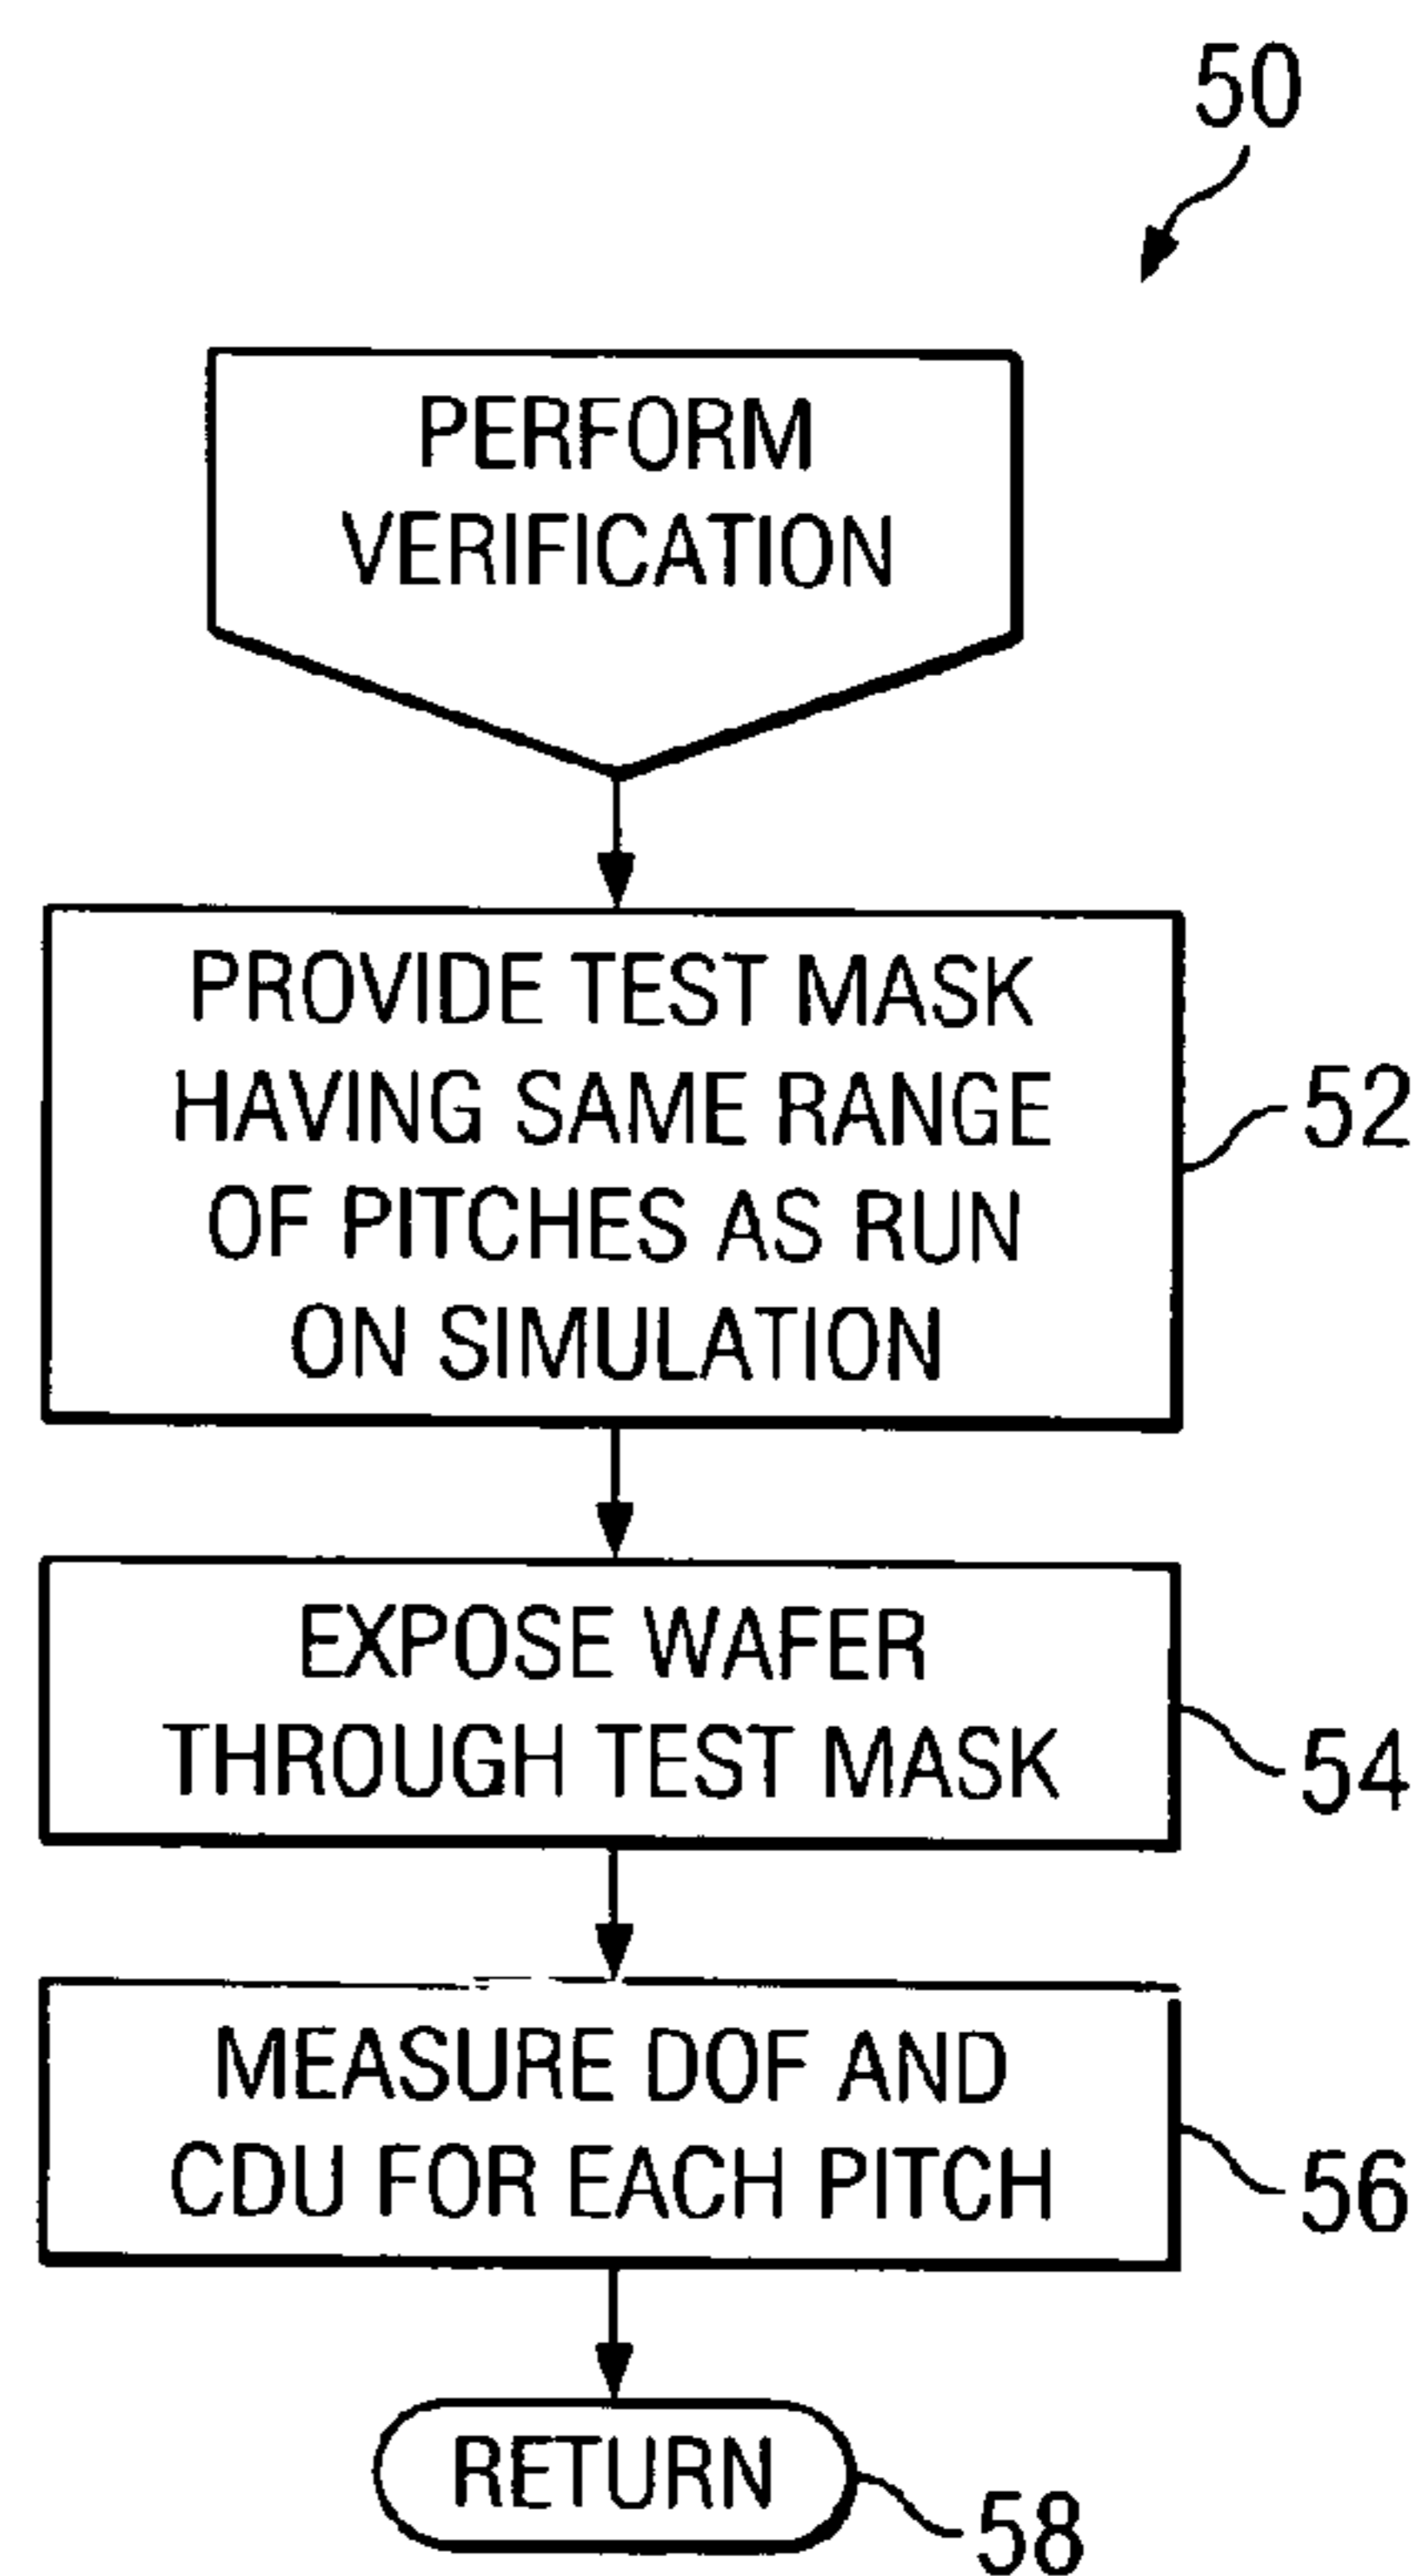 50
PERFORM
VERIFICATION
PROVIDE TEST MASK
HAVING SAME RANGE
OF PITCHES AS RUN
ON SIMULATION
52
EXPOSE WAFER
THROUGH TEST MASK
54
MEASURE DOF AND
CDU FOR EACH PITCH
56
RETURN
58